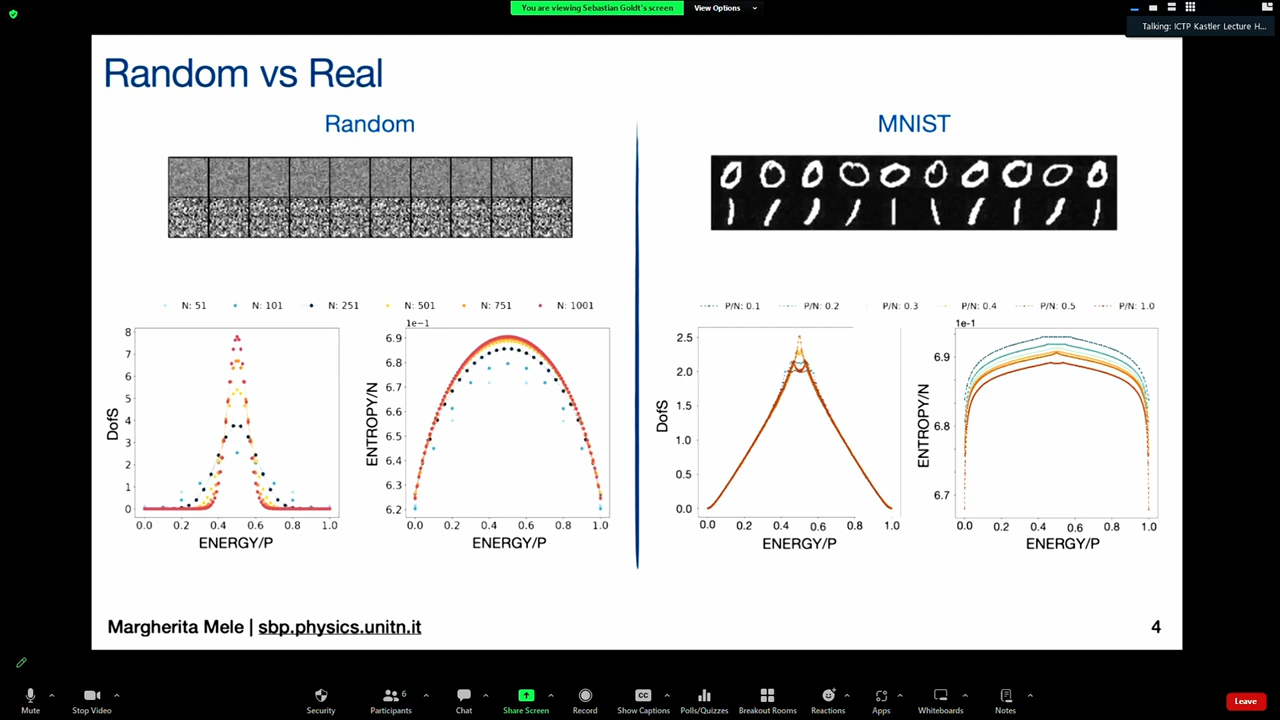 You are viewing Sebastian Goldt's screen
View Options
Talking: ICTP Kastler Lecture H...
Random vs Real
Random
MNIST
N: 51 N: 101 N: 251 N: 501 N: 751 N: 1001
P/N: 0.1 P/N: 0.2 P/N: 0.3 P/N: 0.4 P/N: 0.5 P/N: 1.0
DofS
8
7
6
5
4
3
2
1
0
0.0 0.2 0.4 0.6 0.8 1.0
ENERGY/P
1e-1
ENTROPY/N
6.9
6.8
6.7
6.6
6.5
6.4
6.3
6.2
0.0 0.2 0.4 0.6 0.8 1.0
ENERGY/P
DofS
2.5
2.0
1.5
1.0
0.5
0.0
0.0 0.2 0.4 0.6 0.8 1.0
ENERGY/P
1e-1
ENTROPY/N
6.9
6.8
6.7
0.0 0.2 0.4 0.6 0.8 1.0
ENERGY/P
Margherita Mele | sbp.physics.unitn.it
4
6
Mute Stop Video Security Participants Chat Share Screen Record Show Captions Polls/Quizzes Breakout Rooms Reactions Apps Whiteboards Notes Leave